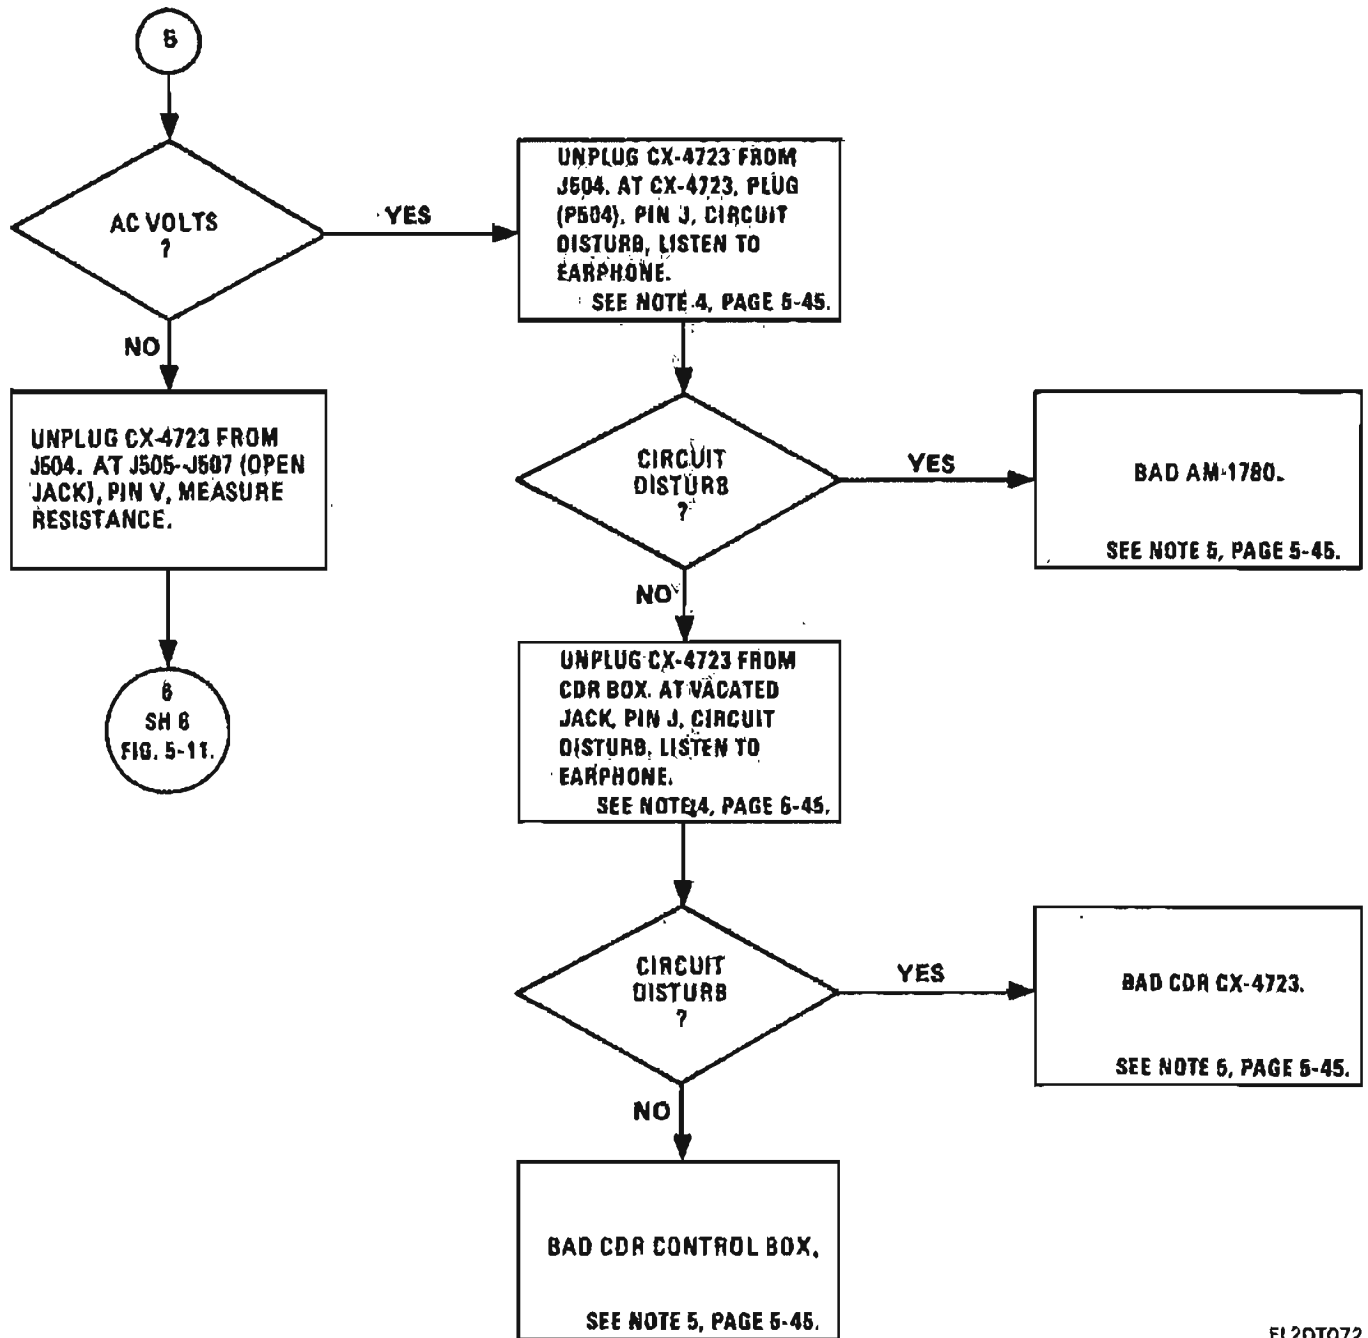 5
AC VOLTS
?
YES
NO
UNPLUG CX-4723 FROM
J504. AT CX-4723, PLUG
(P504), PIN J, CIRCUIT
DISTURB, LISTEN TO
EARPHONE.
SEE NOTE 4, PAGE 5-45.
UNPLUG CX-4723 FROM
J504. AT J505-J507 (OPEN
JACK), PIN V, MEASURE
RESISTANCE.
6
SH 6
FIG. 5-11.
CIRCUIT
DISTURB
?
YES
BAD AM-1780.
SEE NOTE 5, PAGE 5-45.
NO
UNPLUG CX-4723 FROM
CDR BOX. AT VACATED
JACK, PIN J, CIRCUIT
DISTURB, LISTEN TO
EARPHONE.
SEE NOTE 4, PAGE 5-45.
CIRCUIT
DISTURB
?
YES
BAD CDR CX-4723.
SEE NOTE 5, PAGE 5-45.
NO
BAD CDR CONTROL BOX.
SEE NOTE 5, PAGE 5-45.
EL2DT072